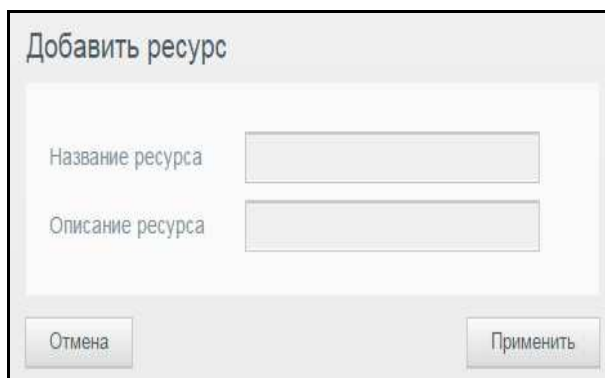 Добавить ресурс
Название ресурса
Описание ресурса
Отмена
Применить